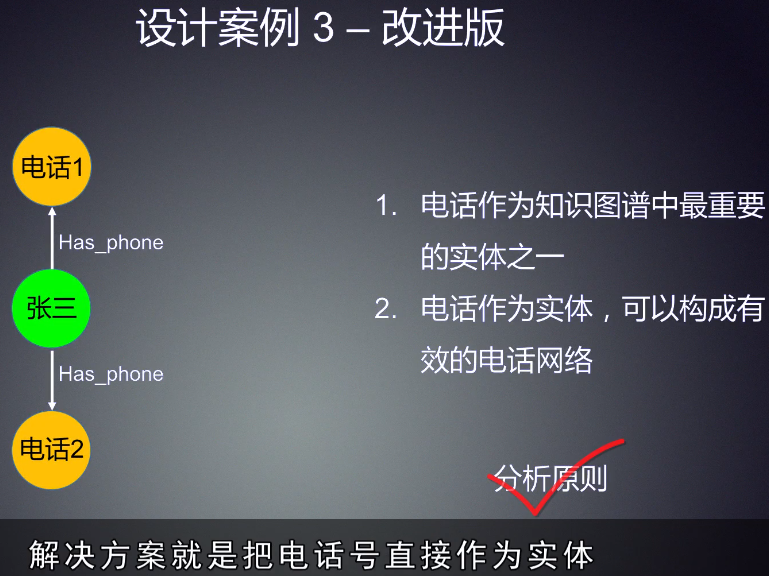 设计案例 3 – 改进版
电话1
Has_phone
张三
Has_phone
电话2
1. 电话作为知识图谱中最重要
的实体之一
2. 电话作为实体，可以构成有
效的电话网络
分析原则
解决方案就是把电话号直接作为实体